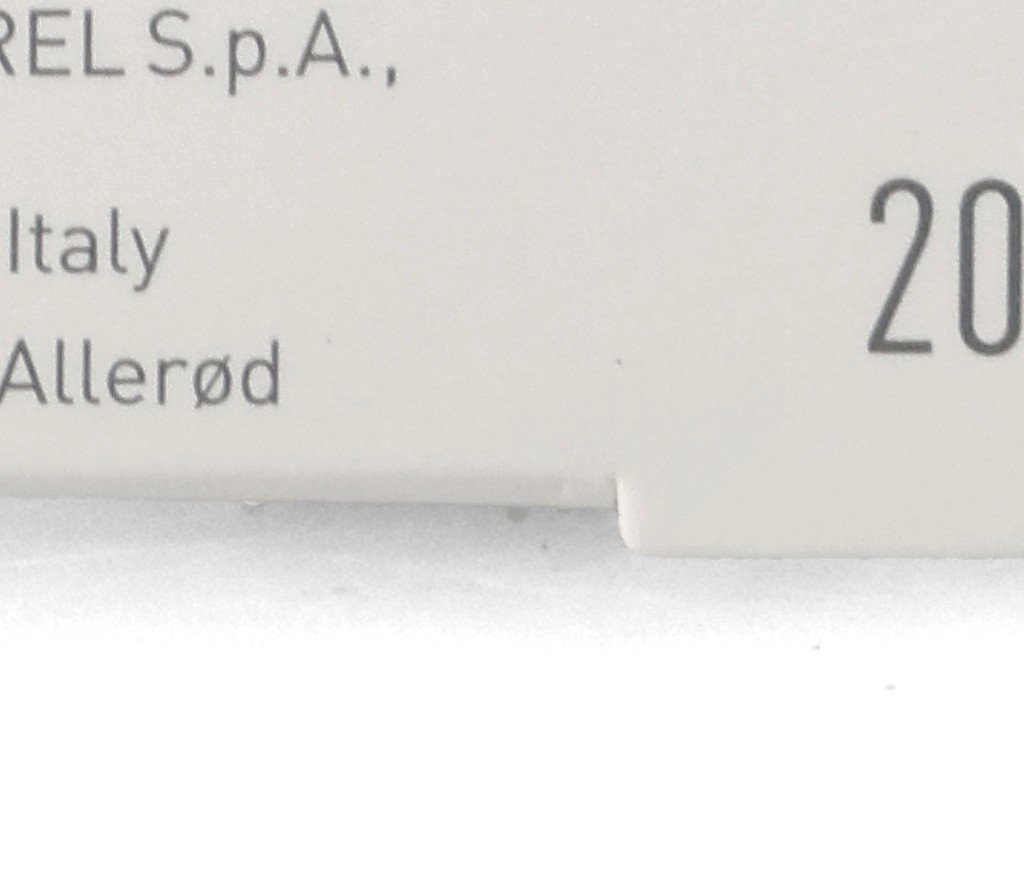 REL S.p.A.,
Italy
Allerød
20